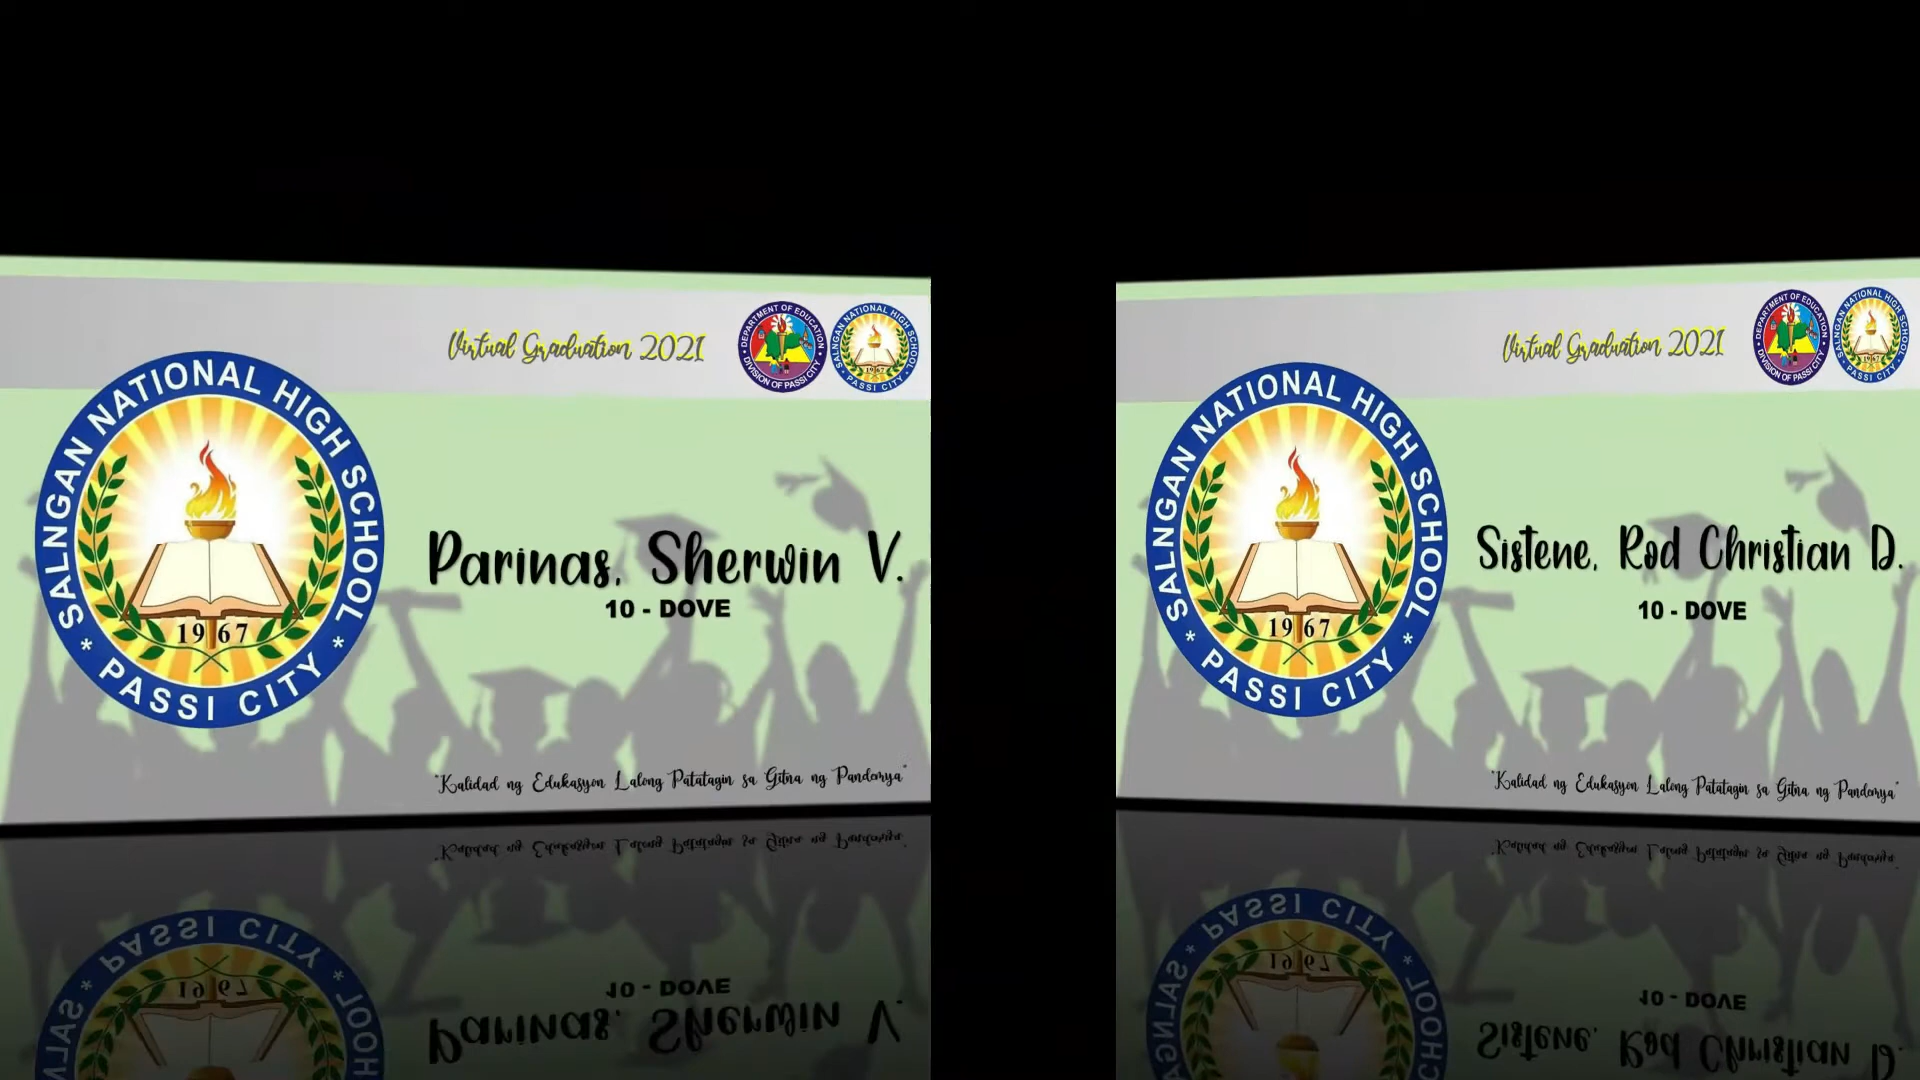 Virtual Graduation 2021
DEPARTMENT OF EDUCATION
DIVISION OF PASSI CITY
SALNGAN NATIONAL HIGH SCHOOL
PASSI CITY
1967
SALNGAN NATIONAL HIGH SCHOOL
1967
* PASSI CITY *
Parinas, Sherwin V.
10 - DOVE
"Kalidad ng Edukasyon Lalong Patatagin sa Gitna ng Pandemya"
Virtual Graduation 2021
DEPARTMENT OF EDUCATION
DIVISION OF PASSI CITY
SALNGAN NATIONAL HIGH SCHOOL
PASSI CITY
1967
SALNGAN NATIONAL HIGH SCHOOL
1967
* PASSI CITY *
Sistene, Rod Christian D.
10 - DOVE
"Kalidad ng Edukasyon Lalong Patatagin sa Gitna ng Pandemya"